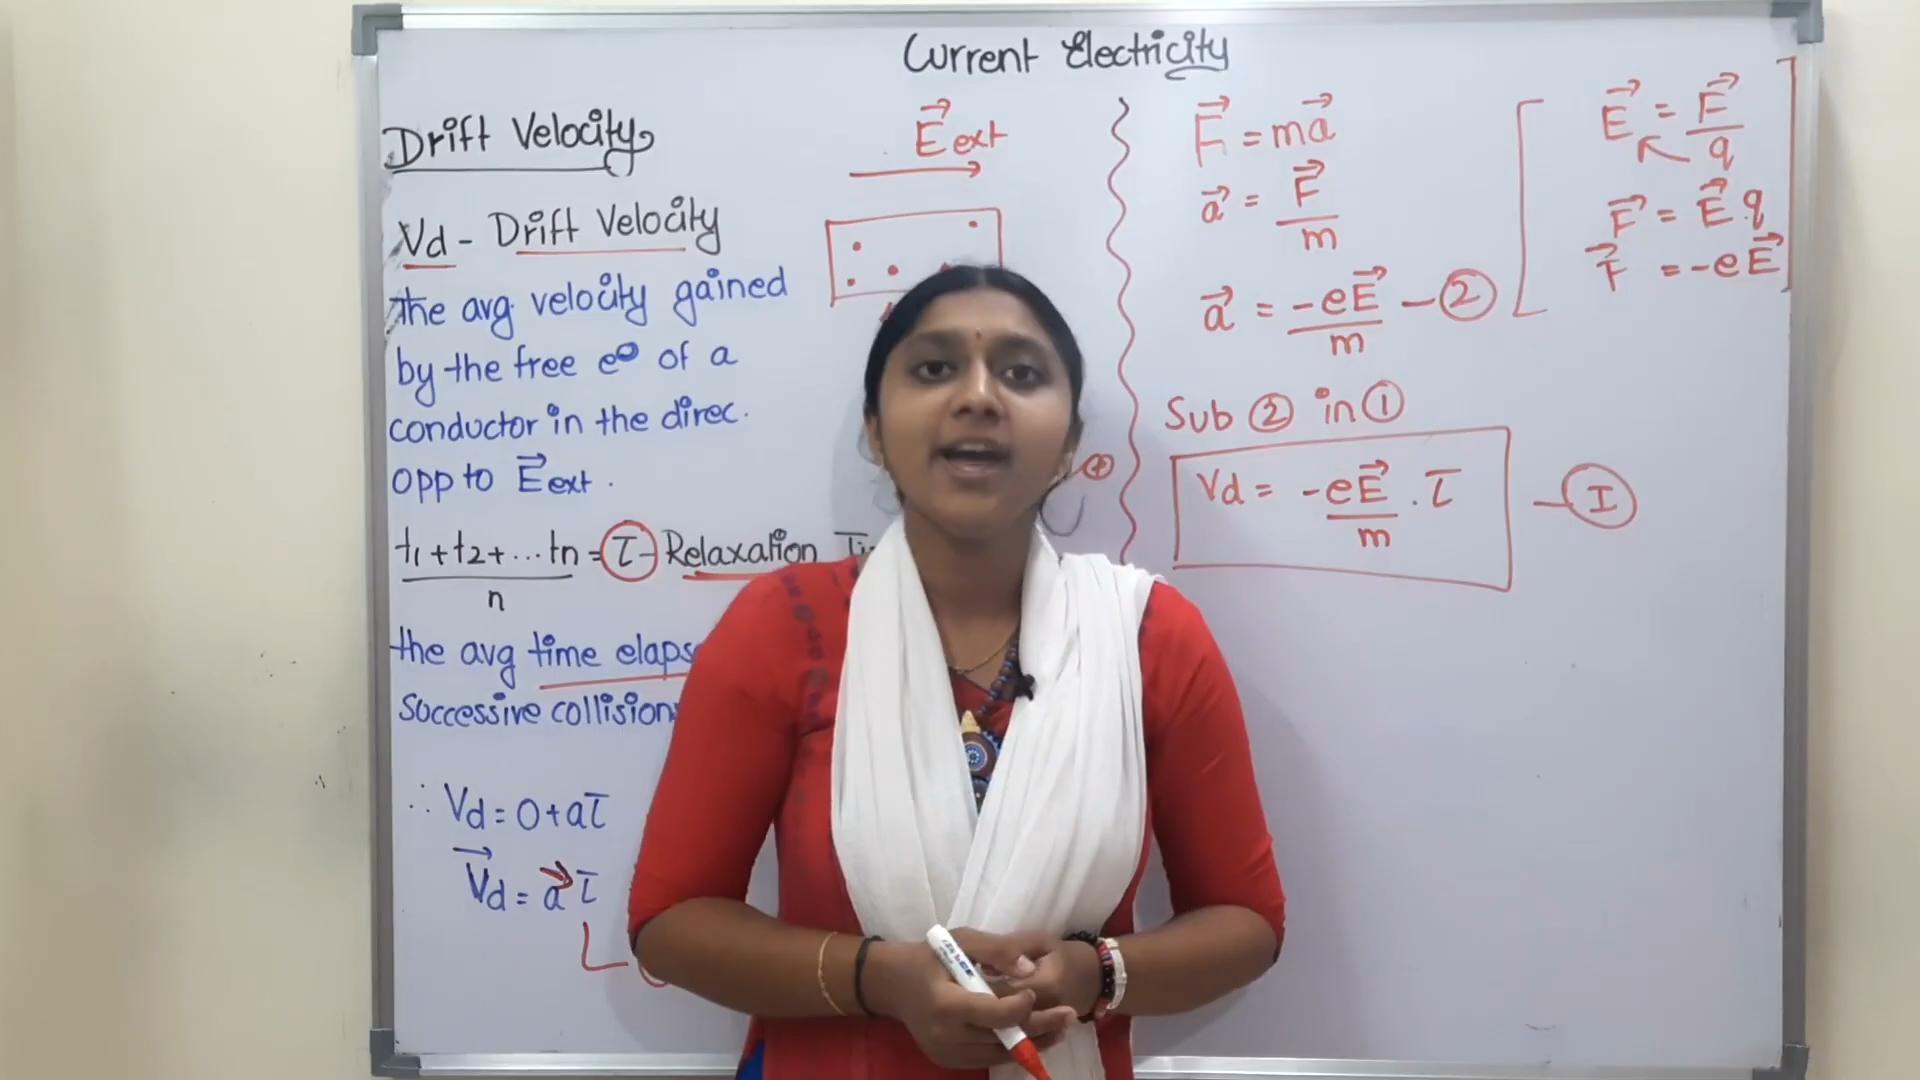 Current Electricity
Drift Velocity
Vd - Drift Velocity
The avg. velocity gained
by the free e⊖ of a
conductor in the direc.
opp to E⃗ext.
t1 + t2 + ... tn = τ - Relaxation
n
the avg time elaps
successive collision
∴ Vd = 0 + aτ
V⃗d = a⃗ τ
E⃗ext
+
F⃗ = ma⃗
a⃗ = F⃗
m
a⃗ = -eE⃗ - ②
m
Sub ② in ①
Vd = -eE⃗ . τ - Ⓘ
m
E⃗ = F⃗
q
F⃗ = E⃗.q
F⃗ = -eE⃗